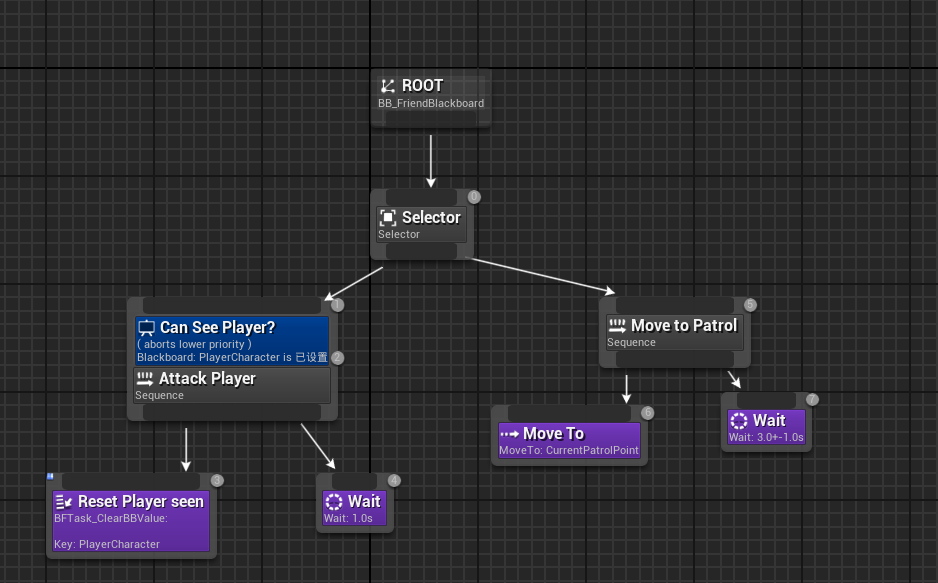 ROOT
BB_FriendBlackboard
0
Selector
Selector
1
Can See Player?
( aborts lower priority )
Blackboard: PlayerCharacter is 已设置
2
Attack Player
Sequence
5
Move to Patrol
Sequence
3
Reset Player seen
BFTask_ClearBBValue:
Key: PlayerCharacter
4
Wait
Wait: 1.0s
6
Move To
MoveTo: CurrentPatrolPoint
7
Wait
Wait: 3.0+-1.0s